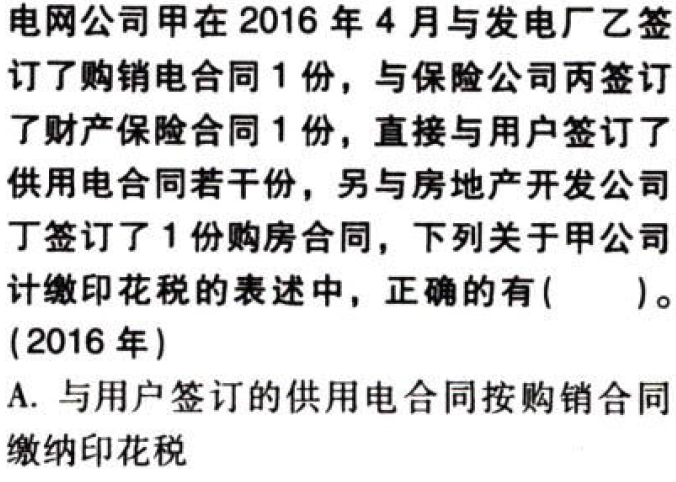 电网公司甲在 2016 年 4 月与发电厂乙签
订了购销电合同 1 份，与保险公司丙签订
了财产保险合同 1 份，直接与用户签订了
供用电合同若干份，另与房地产开发公司
丁签订了 1 份购房合同，下列关于甲公司
计缴印花税的表述中，正确的有(　　)。
(2016 年)
A. 与用户签订的供用电合同按购销合同
缴纳印花税